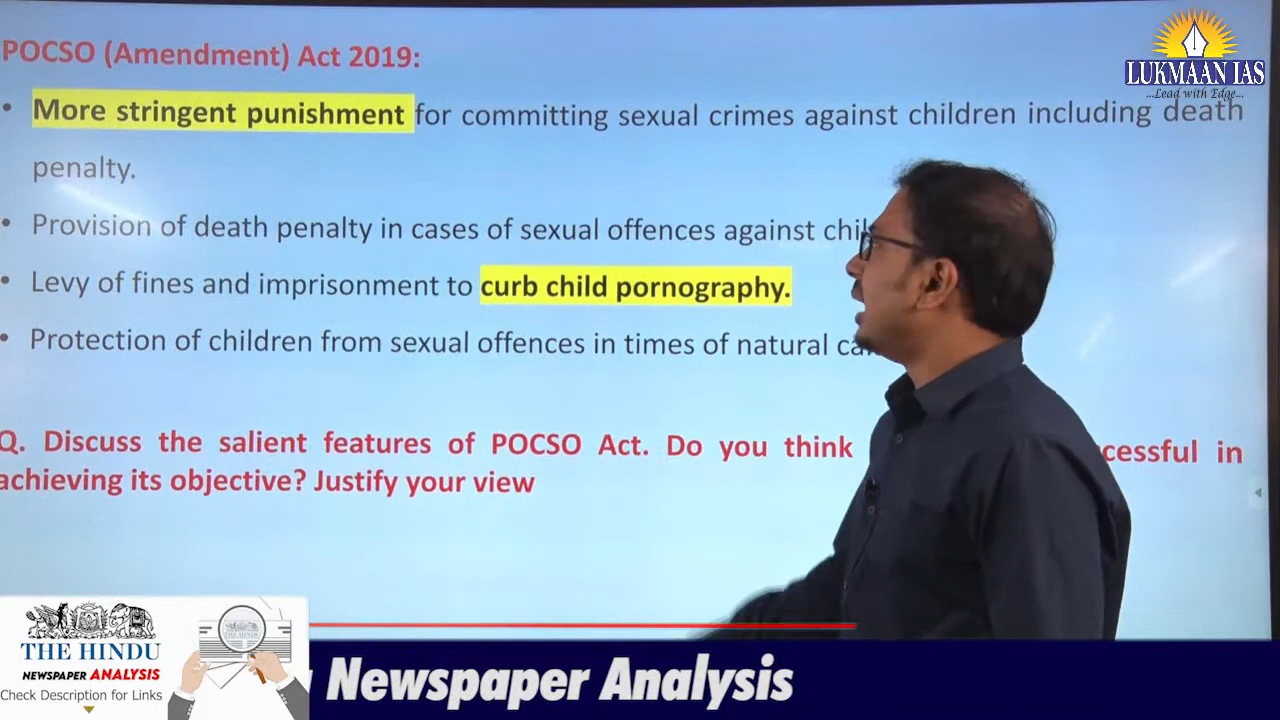 POCSO (Amendment) Act 2019:
LUKMAAN IAS
...Lead with Edge...
• More stringent punishment for committing sexual crimes against children including death
penalty.
• Provision of death penalty in cases of sexual offences against
• Levy of fines and imprisonment to curb child pornography.
• Protection of children from sexual offences in times of natural
Q. Discuss the salient features of POCSO Act. Do you think in
achieving its objective? Justify your view
THE HINDU
NEWSPAPER ANALYSIS
Check Description for Links
THE HINDU
Newspaper Analysis